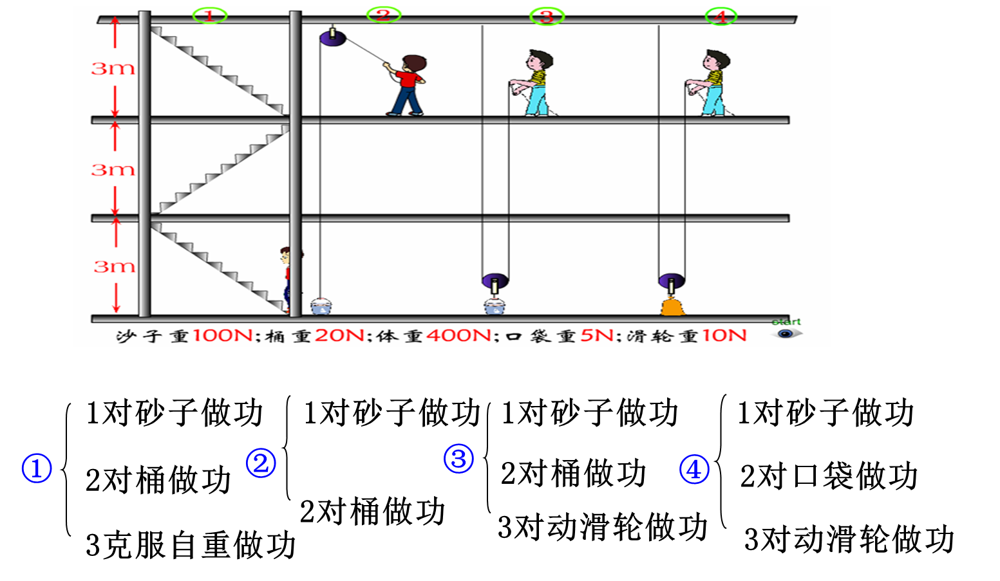 ① ② ③ ④
3m
3m
3m
start
沙子重100N;桶重20N;体重400N;口袋重5N;滑轮重10N
①
1对砂子做功
2对桶做功
3克服自重做功
②
1对砂子做功
2对桶做功
③
1对砂子做功
2对桶做功
3对动滑轮做功
④
1对砂子做功
2对口袋做功
3对动滑轮做功